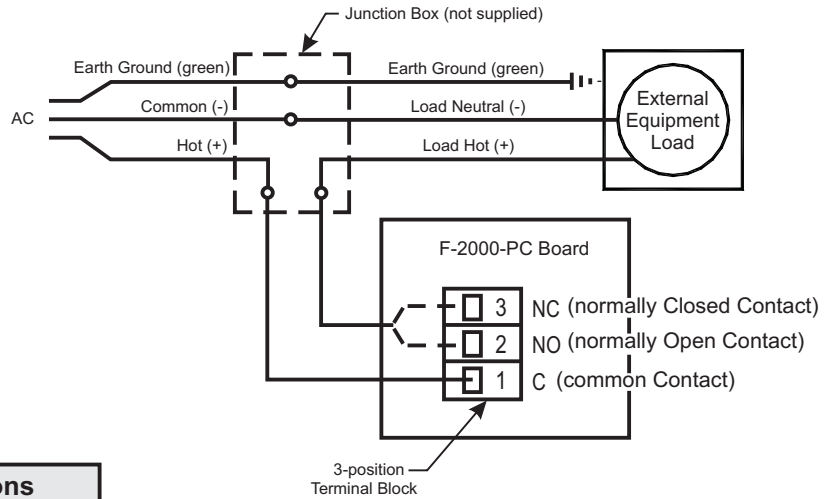 Junction Box (not supplied)
Earth Ground (green)
Earth Ground (green)
AC
Common (-)
Load Neutral (-)
Hot (+)
Load Hot (+)
External
Equipment
Load
F-2000-PC Board
3 NC (normally Closed Contact)
2 NO (normally Open Contact)
1 C (common Contact)
3-position
Terminal Block